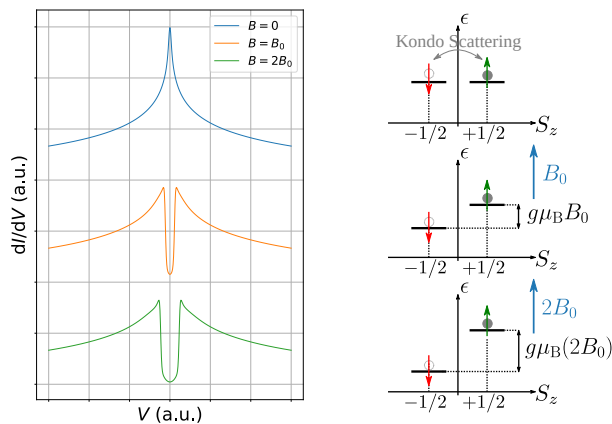 dI/dV (a.u.)
V (a.u.)
B = 0
B = B₀
B = 2B₀
ϵ
Kondo Scattering
−1/2
+1/2
S_z
B₀
ϵ
gμ_B B₀
−1/2
+1/2
S_z
2B₀
ϵ
gμ_B(2B₀)
−1/2
+1/2
S_z